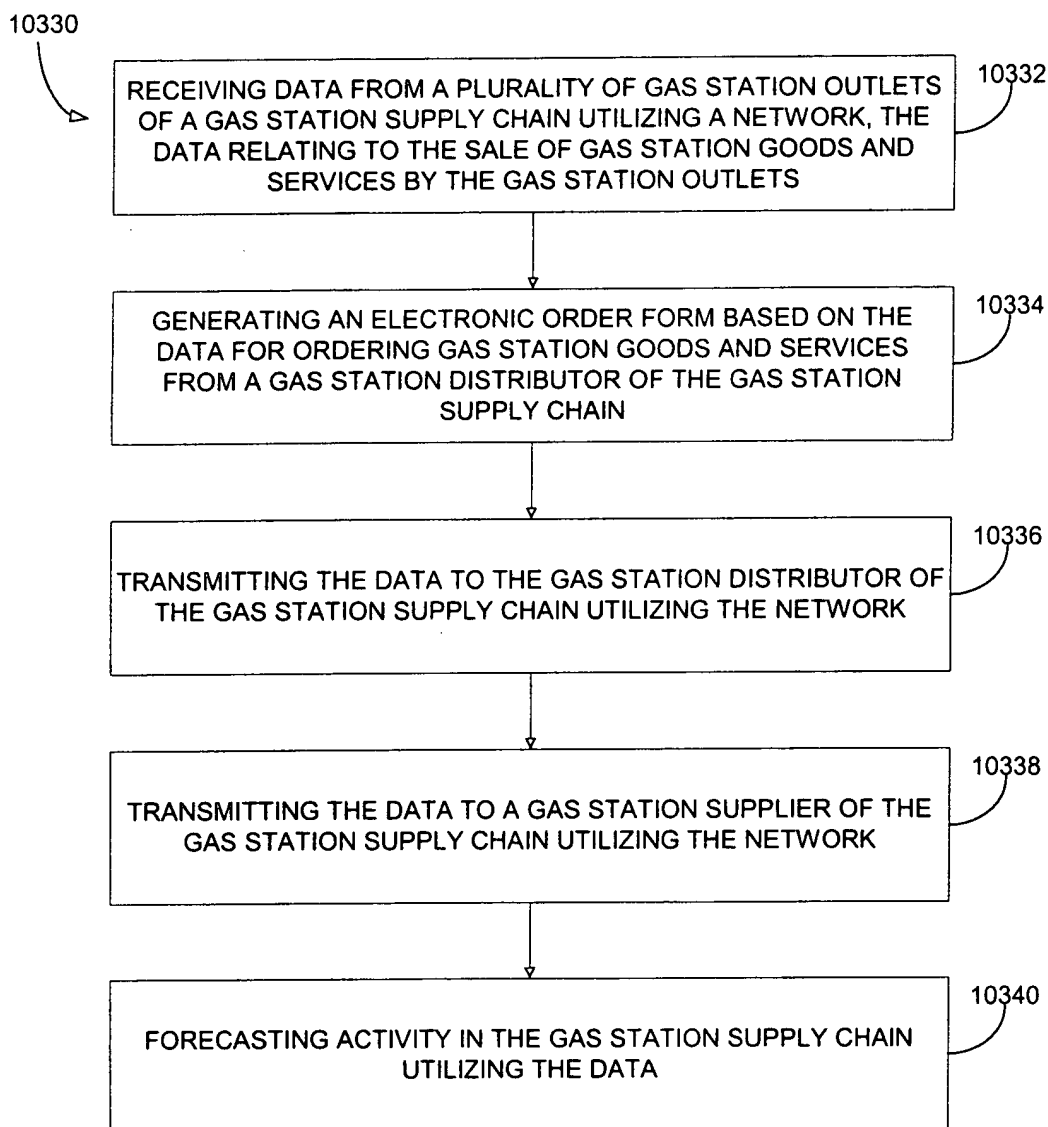 10330
RECEIVING DATA FROM A PLURALITY OF GAS STATION OUTLETS
OF A GAS STATION SUPPLY CHAIN UTILIZING A NETWORK, THE
DATA RELATING TO THE SALE OF GAS STATION GOODS AND
SERVICES BY THE GAS STATION OUTLETS
10332
GENERATING AN ELECTRONIC ORDER FORM BASED ON THE
DATA FOR ORDERING GAS STATION GOODS AND SERVICES
FROM A GAS STATION DISTRIBUTOR OF THE GAS STATION
SUPPLY CHAIN
10334
TRANSMITTING THE DATA TO THE GAS STATION DISTRIBUTOR OF
THE GAS STATION SUPPLY CHAIN UTILIZING THE NETWORK
10336
TRANSMITTING THE DATA TO A GAS STATION SUPPLIER OF THE
GAS STATION SUPPLY CHAIN UTILIZING THE NETWORK
10338
FORECASTING ACTIVITY IN THE GAS STATION SUPPLY CHAIN
UTILIZING THE DATA
10340